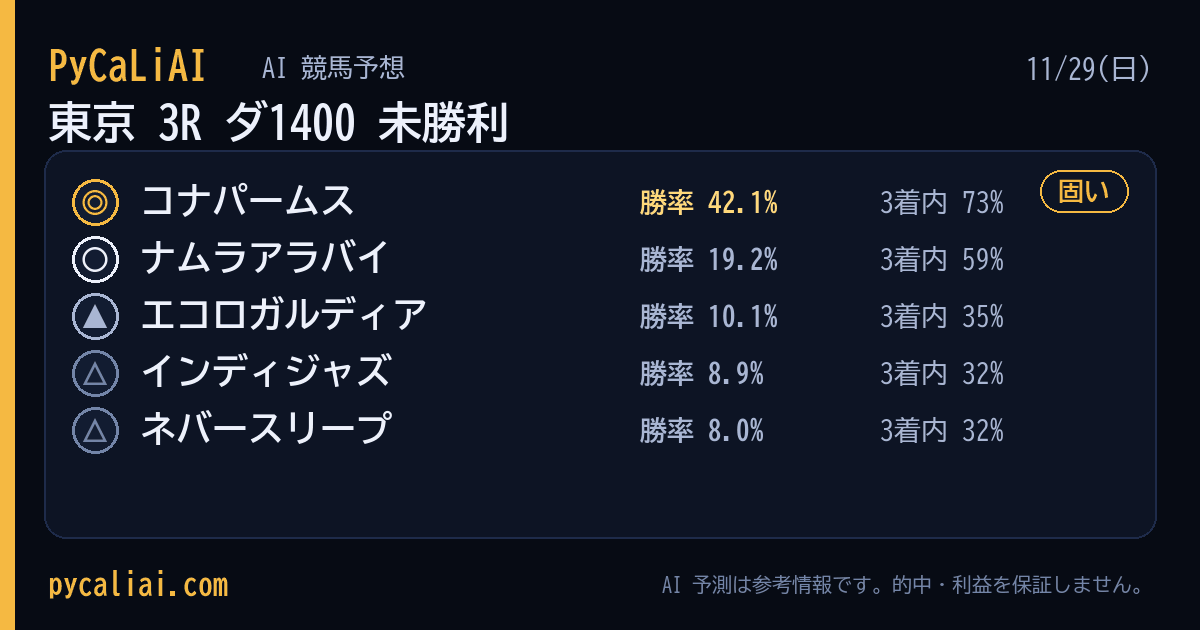 PyCaLiAI AI 競馬予想 11/29(日)
東京 3R ダ1400 未勝利
◎ コナパームス 勝率 42.1% 3着内 73% 固い
○ ナムラアラバイ 勝率 19.2% 3着内 59%
▲ エコロガルディア 勝率 10.1% 3着内 35%
△ インディジャズ 勝率 8.9% 3着内 32%
△ ネバースリープ 勝率 8.0% 3着内 32%
pycaliai.com AI 予測は参考情報です。的中・利益を保証しません。